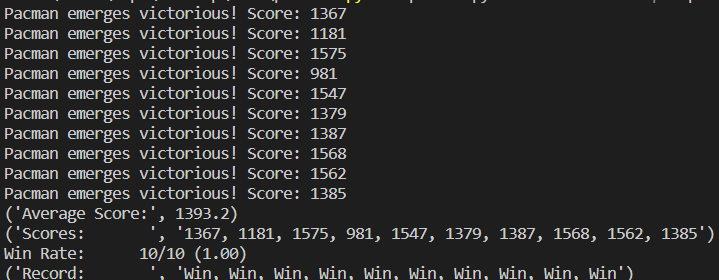 Pacman emerges victorious! Score: 1367
Pacman emerges victorious! Score: 1181
Pacman emerges victorious! Score: 1575
Pacman emerges victorious! Score: 981
Pacman emerges victorious! Score: 1547
Pacman emerges victorious! Score: 1379
Pacman emerges victorious! Score: 1387
Pacman emerges victorious! Score: 1568
Pacman emerges victorious! Score: 1562
Pacman emerges victorious! Score: 1385
('Average Score:', 1393.2)
('Scores:       ', '1367, 1181, 1575, 981, 1547, 1379, 1387, 1568, 1562, 1385')
Win Rate:      10/10 (1.00)
('Record:       ', 'Win, Win, Win, Win, Win, Win, Win, Win, Win, Win')